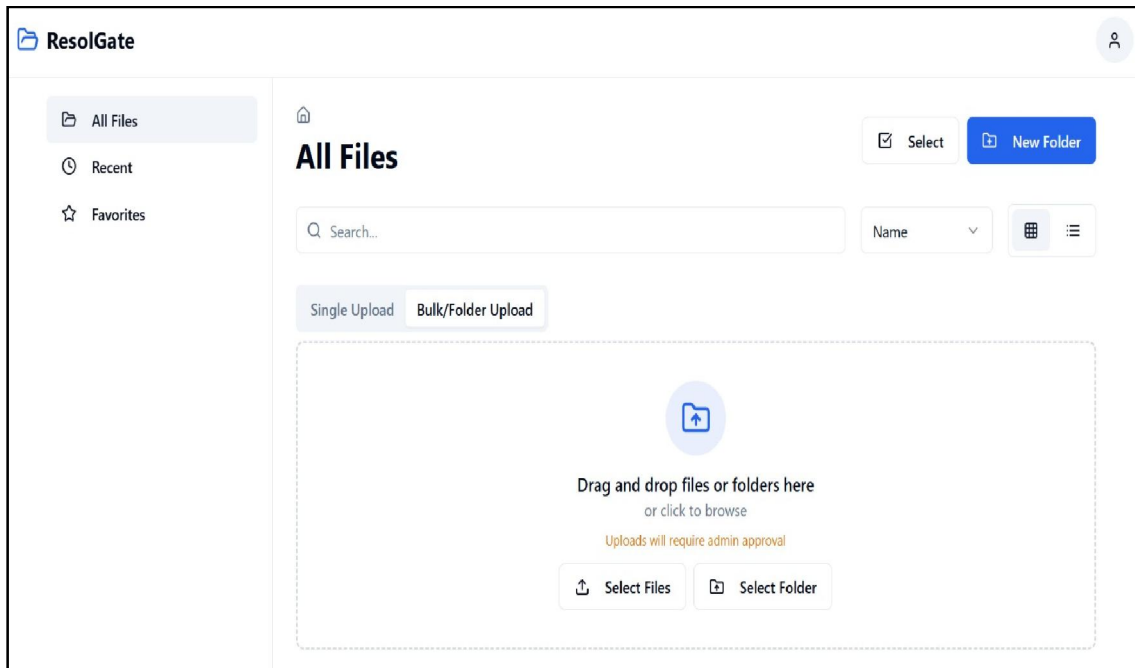 ResolGate
All Files
Recent
Favorites
All Files
Select
New Folder
Search...
Name
Single Upload
Bulk/Folder Upload
Drag and drop files or folders here
or click to browse
Uploads will require admin approval
Select Files
Select Folder